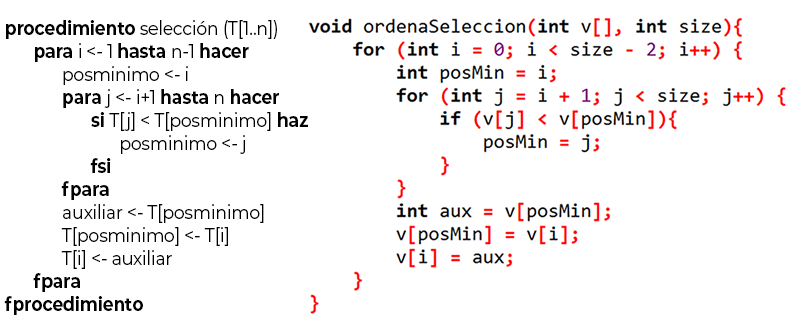 procedimiento selección (T[1..n])
para i <- 1 hasta n-1 hacer
posminimo <- i
para j <- i+1 hasta n hacer
si T[j] < T[posminimo] haz
posminimo <- j
fsi
fpara
auxiliar <- T[posminimo]
T[posminimo] <- T[i]
T[i] <- auxiliar
fpara
fprocedimiento
void ordenaSeleccion(int v[], int size){
for (int i = 0; i < size - 2; i++) {
int posMin = i;
for (int j = i + 1; j < size; j++) {
if (v[j] < v[posMin]){
posMin = j;
}
}
int aux = v[posMin];
v[posMin] = v[i];
v[i] = aux;
}
}